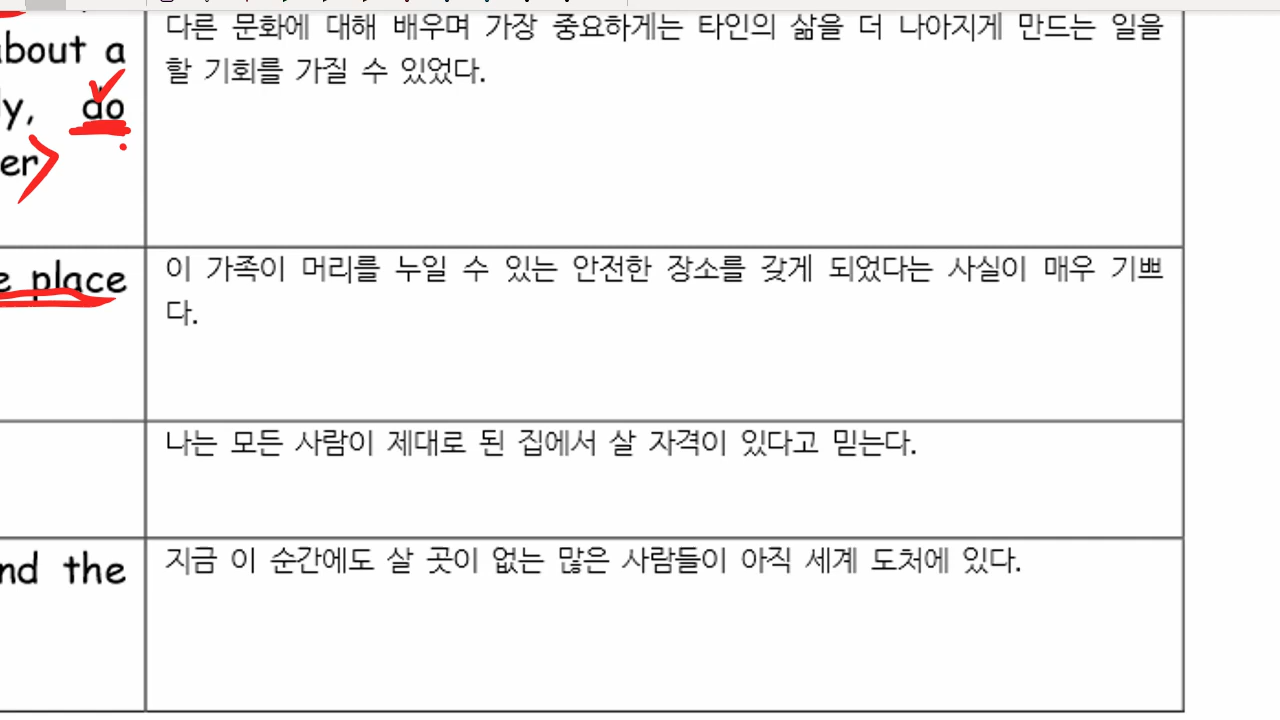 다른 문화에 대해 배우며 가장 중요하게는 타인의 삶을 더 나아지게 만드는 일을
about a
할 기회를 가질 수 있었다.
ly, do
er
e place
이 가족이 머리를 누일 수 있는 안전한 장소를 갖게 되었다는 사실이 매우 기쁘
다.
나는 모든 사람이 제대로 된 집에서 살 자격이 있다고 믿는다.
nd the
지금 이 순간에도 살 곳이 없는 많은 사람들이 아직 세계 도처에 있다.